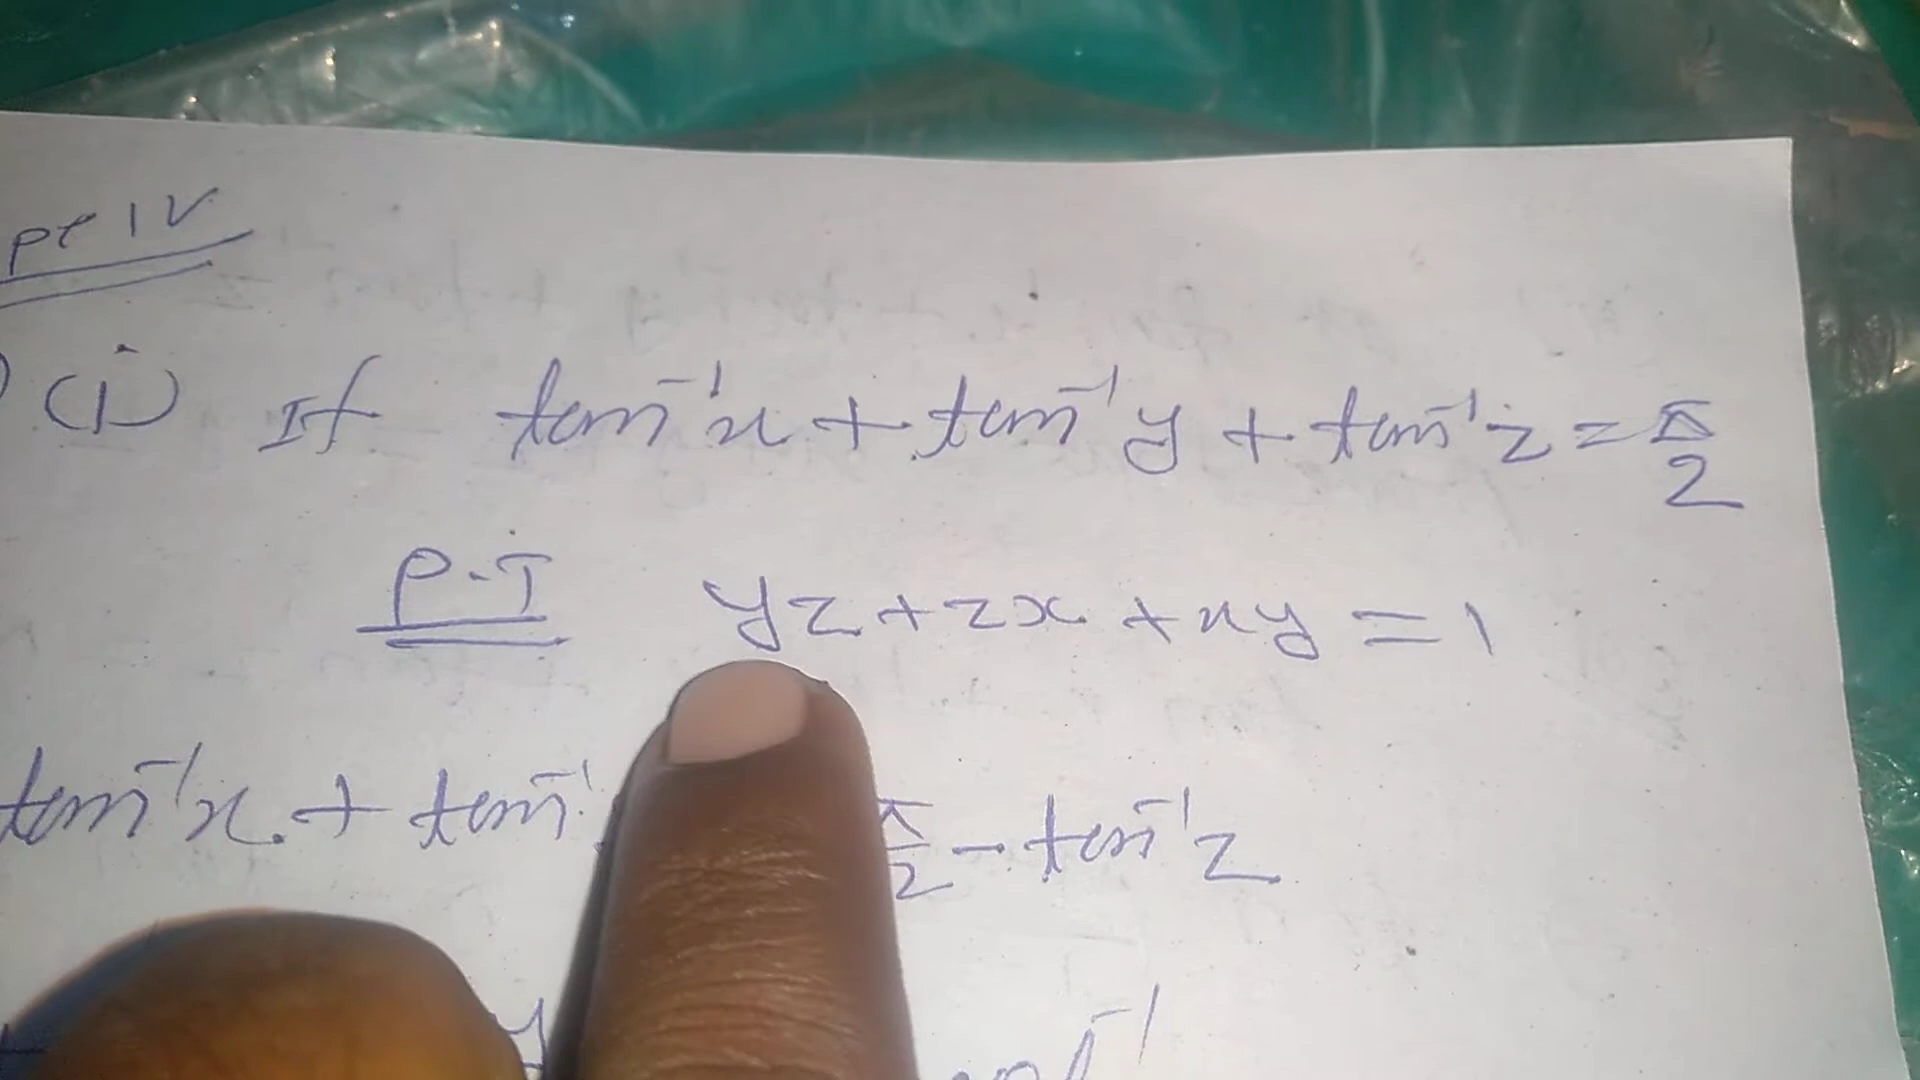 pe IV
(i) If tan⁻¹x + tan⁻¹y + tan⁻¹z = π/2
P.T yz + zx + xy = 1
tan⁻¹x + tan⁻¹ π/2 - tan⁻¹z